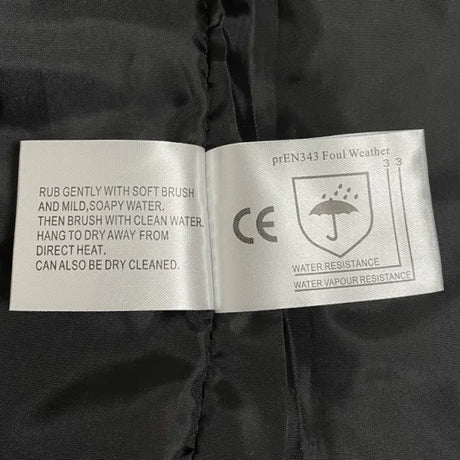 RUB GENTLY WITH SOFT BRUSH
AND MILD,SOAPY WATER.
THEN BRUSH WITH CLEAN WATER.
HANG TO DRY AWAY FROM
DIRECT HEAT.
CAN ALSO BE DRY CLEANED.
prEN343 Foul Weather
3 3
CE
WATER RESISTANCE
WATER VAPOUR RESISTANCE